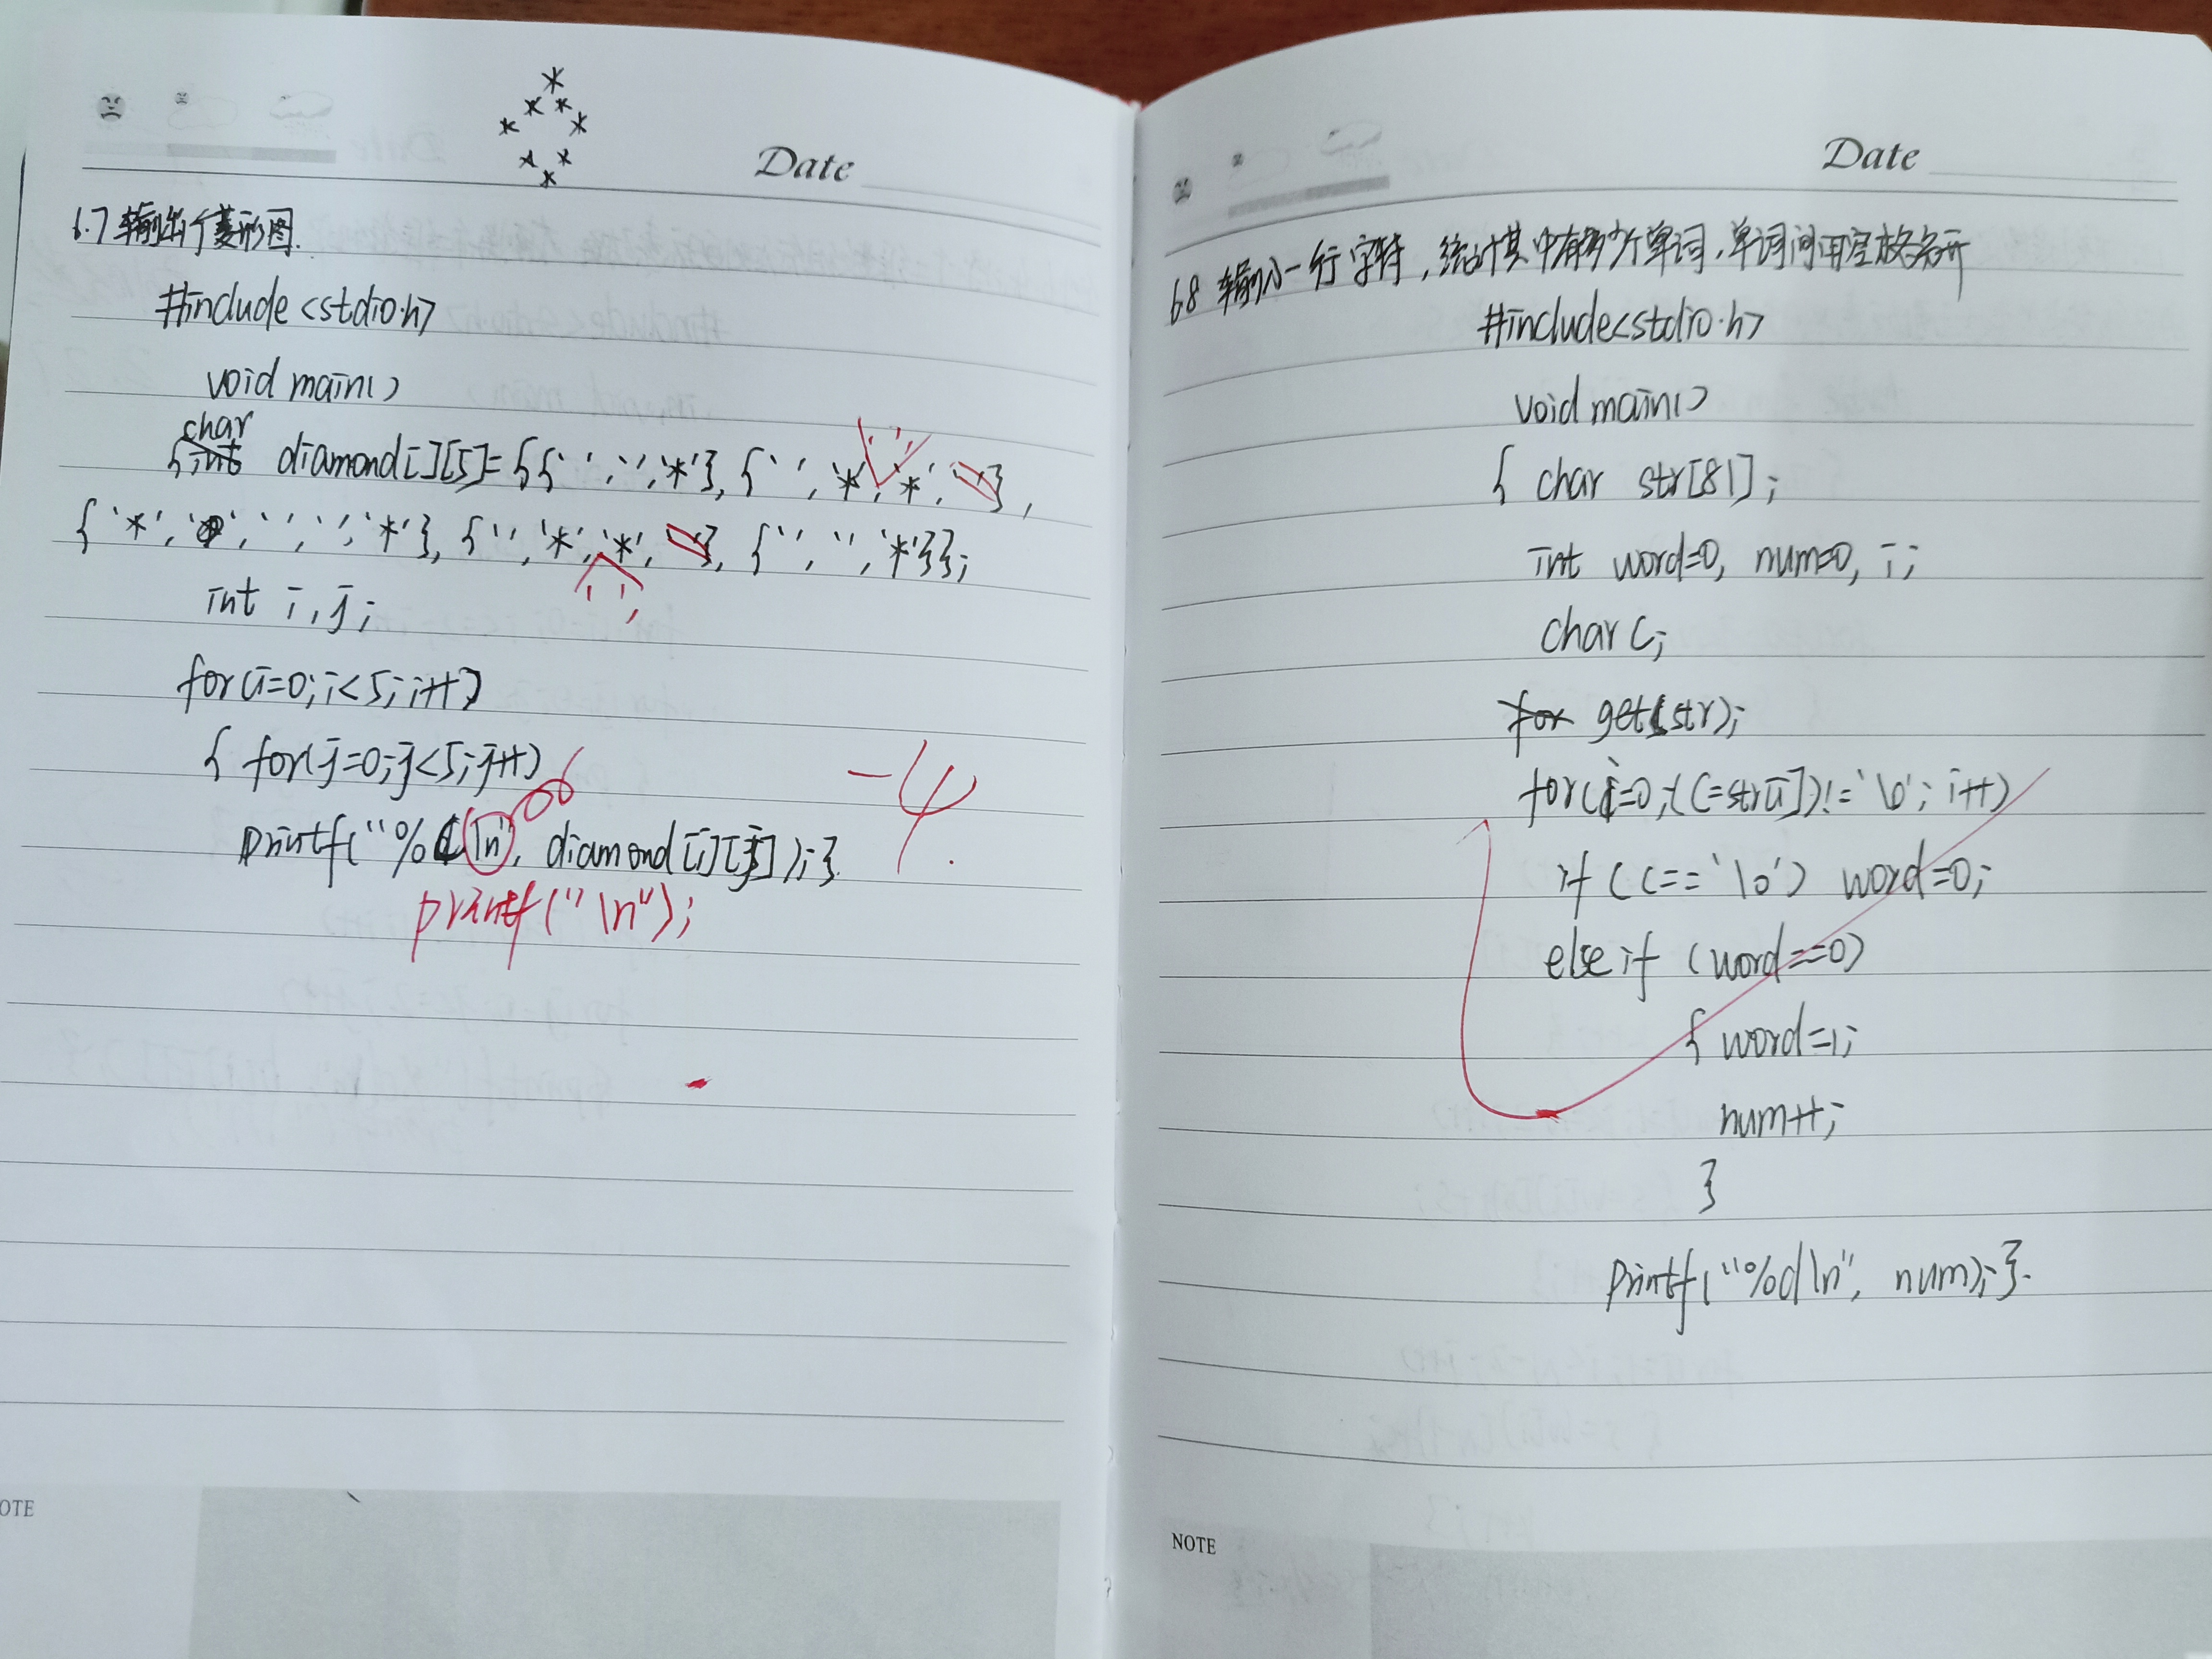 Date
6.7 输出一个菱形图.
#include <stdio.h>
void main()
char
{int diamond[][5]={{' ',' ','*'}, {' ','*',' ','*',' '},
{'*',' ',' ',' ','*'}, {' ','*','*',' '}, {' ',' ','*'}};
int i,j;
for(i=0;i<5;i++)
{ for(j=0;j<5;j++)
printf("%c\n", diamond[i][j]);}
-4
printf("\n");
OTE
Date
6.8 输入一行字符,统计其中有多少个单词,单词间用空格分开
#include<stdio.h>
void main()
{ char str[81];
int word=0, num=0, i;
char c;
for get(str);
for(i=0;(c=str[i])!='\0'; i++)
if (c=='\0') word=0;
else if (word==0)
{ word=1;
num++;
}
printf("%d\n", num);}.
NOTE